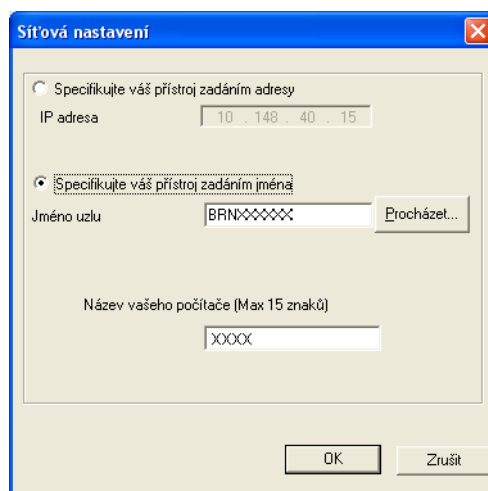 Síťová nastavení
Specifikujte váš přístroj zadáním adresy
IP adresa 10 . 148 . 40 . 15
Specifikujte váš přístroj zadáním jména
Jméno uzlu BRNXXXXXX Procházet...
Název vašeho počítače (Max 15 znaků)
XXXX
OK Zrušit